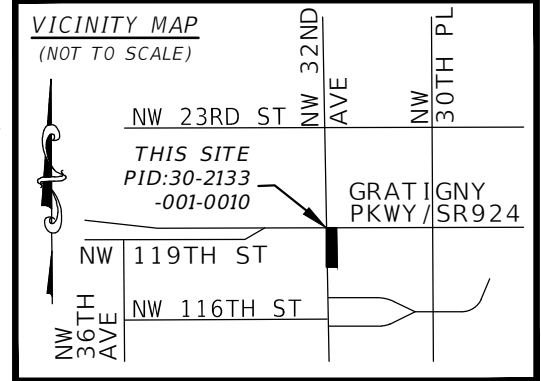 VICINITY MAP
(NOT TO SCALE)
NW 32ND
AVE
NW
30TH PL
NW 23RD ST
THIS SITE
PID:30-2133
-001-0010
GRATIGNY
PKWY/SR924
NW 119TH ST
NW 116TH ST
NW
36TH
AVE